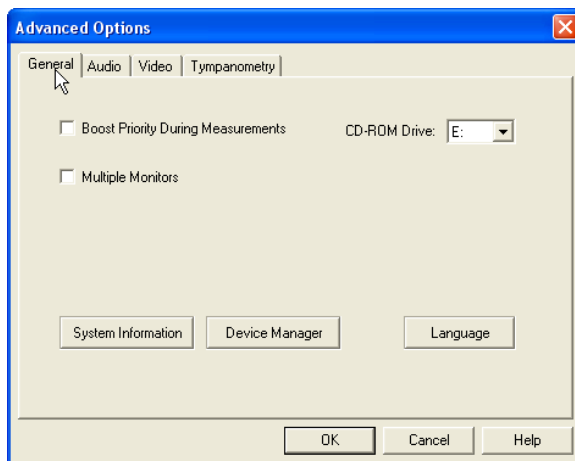 Advanced Options
General Audio Video Tympanometry
Boost Priority During Measurements CD-ROM Drive: E:
Multiple Monitors
System Information Device Manager Language
OK Cancel Help